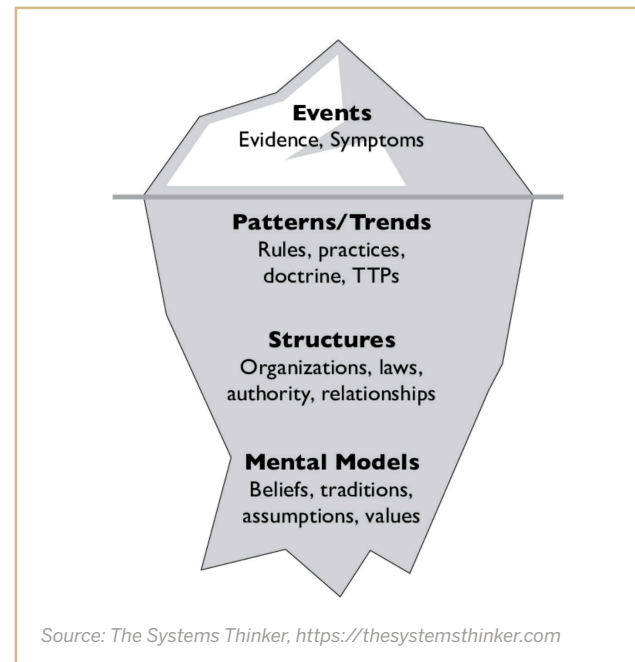 Events
Evidence, Symptoms
Patterns/Trends
Rules, practices,
doctrine, TTPs
Structures
Organizations, laws,
authority, relationships
Mental Models
Beliefs, traditions,
assumptions, values
Source: The Systems Thinker, https://thesystemsthinker.com